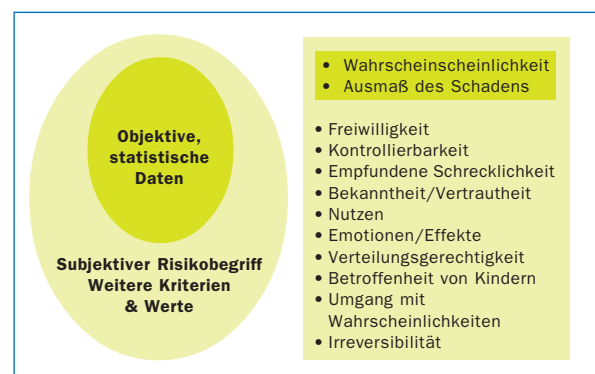 Objektive,
statistische
Daten
Subjektiver Risikobegriff
Weitere Kriterien
& Werte
• Wahrscheinscheinlichkeit
• Ausmaß des Schadens
• Freiwilligkeit
• Kontrollierbarkeit
• Empfundene Schrecklichkeit
• Bekanntheit/Vertrautheit
• Nutzen
• Emotionen/Effekte
• Verteilungsgerechtigkeit
• Betroffenheit von Kindern
• Umgang mit
Wahrscheinlichkeiten
• Irreversibilität